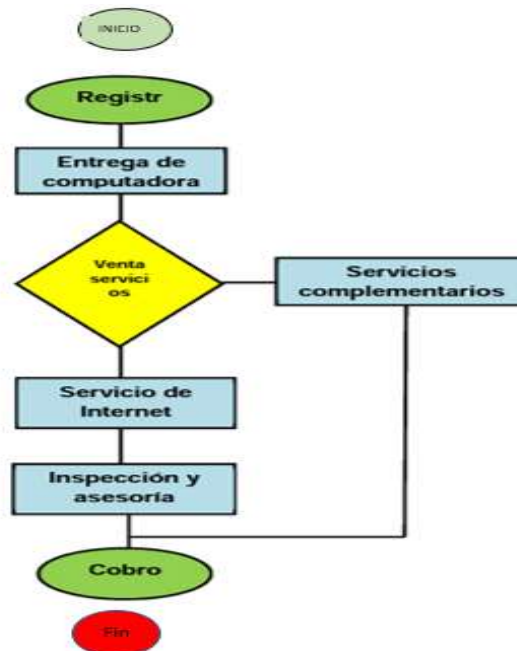 INICIO
Registr
Entrega de
computadora
Venta
servici
os
Servicios
complementarios
Servicio de
Internet
Inspección y
asesoría
Cobro
Fin